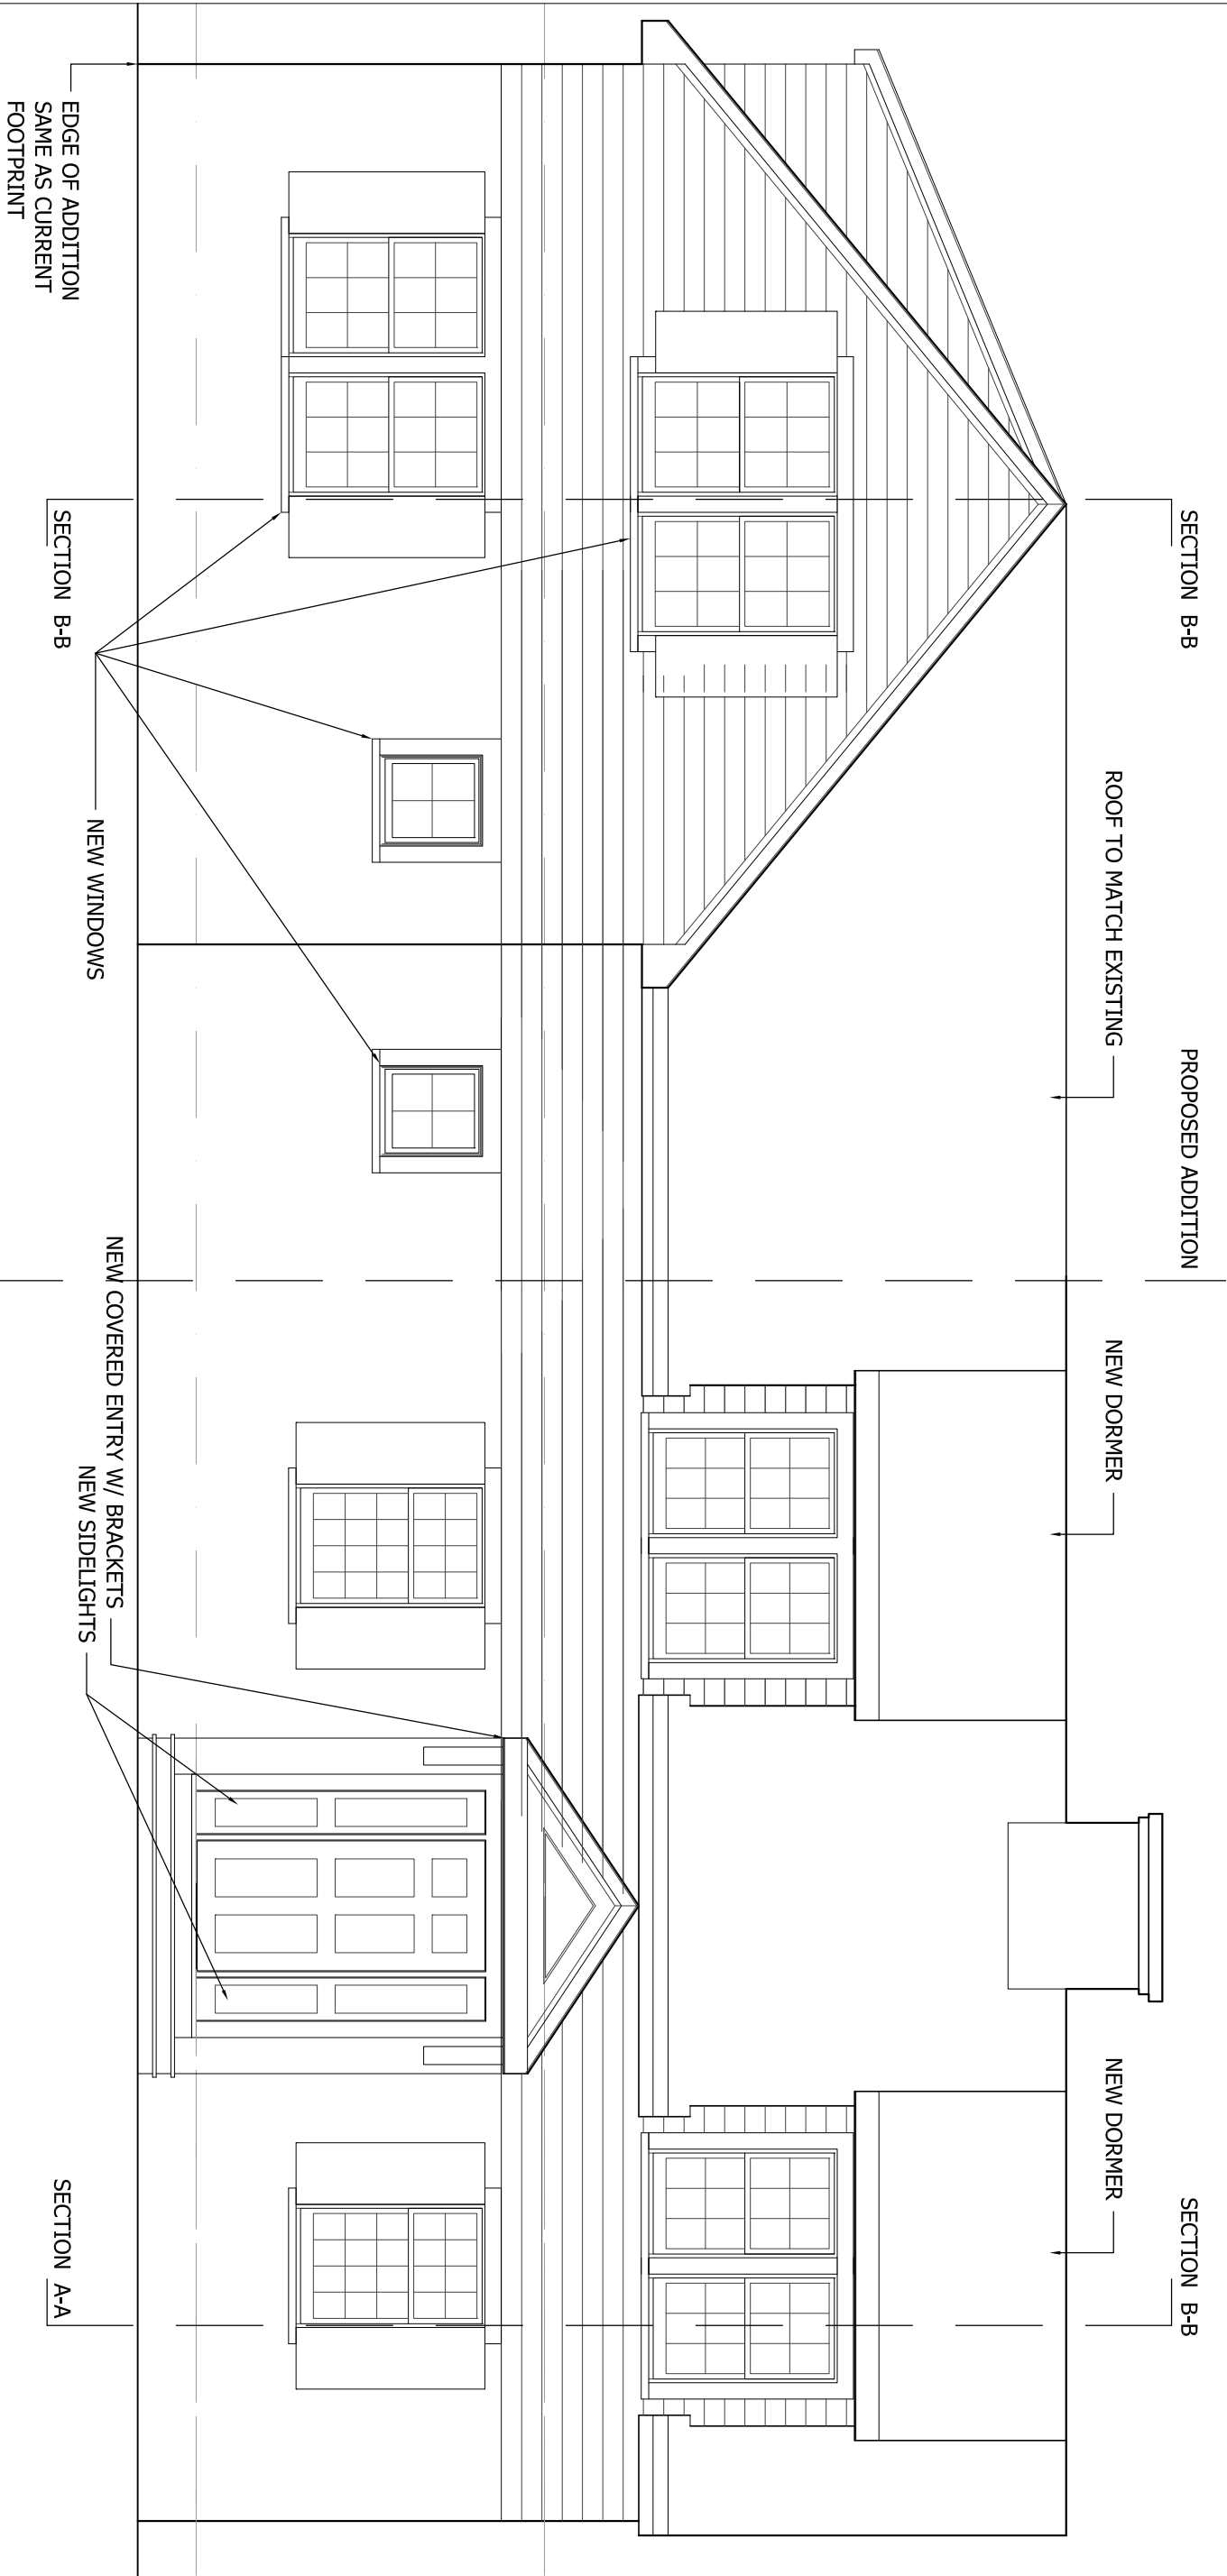 SECTION B-B
ROOF TO MATCH EXISTING
PROPOSED ADDITION
NEW DORMER
NEW DORMER
SECTION B-B
EDGE OF ADDITION
SAME AS CURRENT
FOOTPRINT
SECTION B-B
NEW WINDOWS
NEW COVERED ENTRY W/ BRACKETS
NEW SIDELIGHTS
SECTION A-A